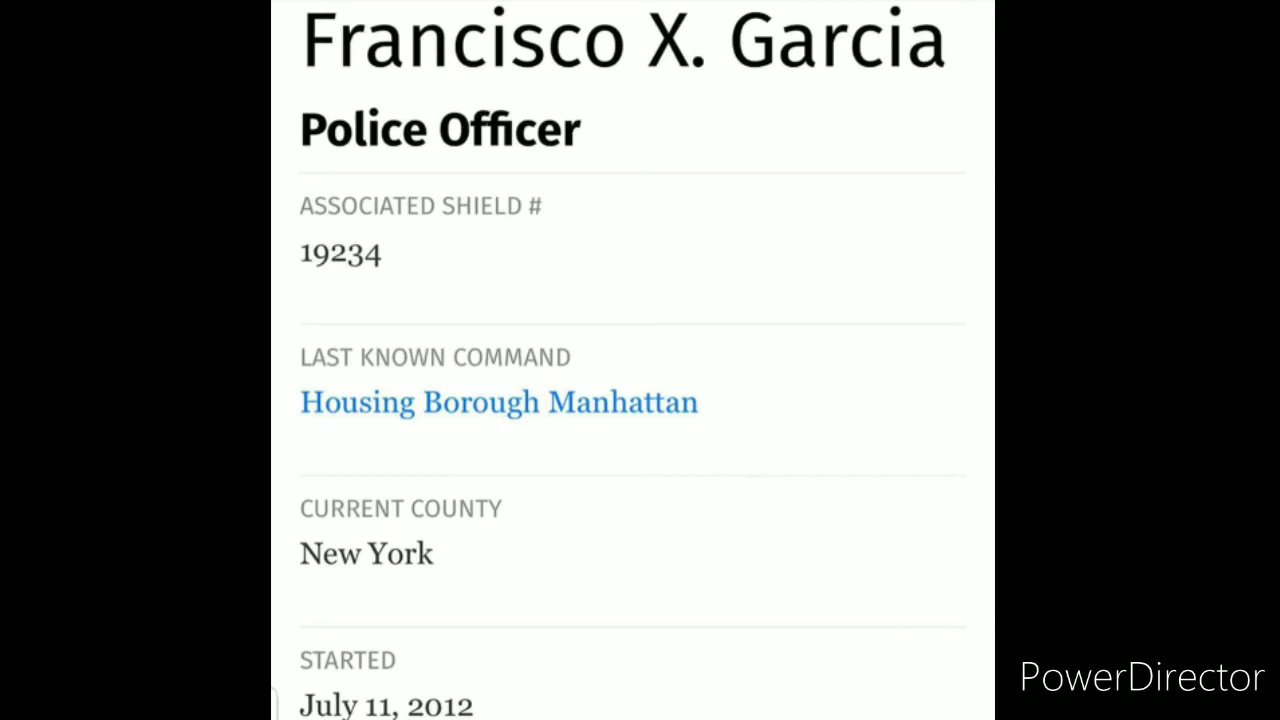 Francisco X. Garcia
Police Officer
ASSOCIATED SHIELD #
19234
LAST KNOWN COMMAND
Housing Borough Manhattan
CURRENT COUNTY
New York
STARTED
July 11, 2012
PowerDirector